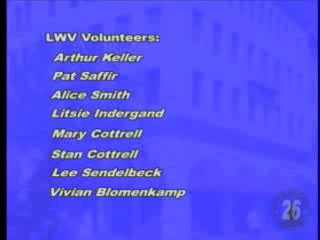 LWV Volunteers:
Arthur Keller
Pat Saffir
Alice Smith
Litsie Indergand
Mary Cottrell
Stan Cottrell
Lee Sendelbeck
Vivian Blomenkamp
26